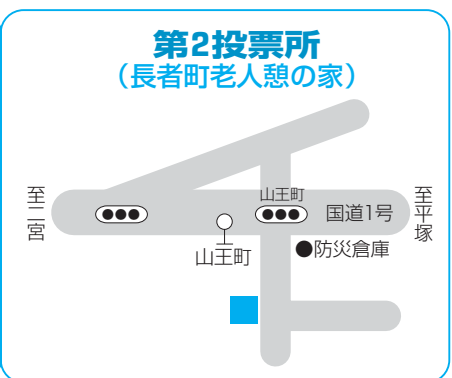 第2投票所
（長者町老人憩の家）
至二宮
山王町
国道1号
至平塚
山王町
●防災倉庫